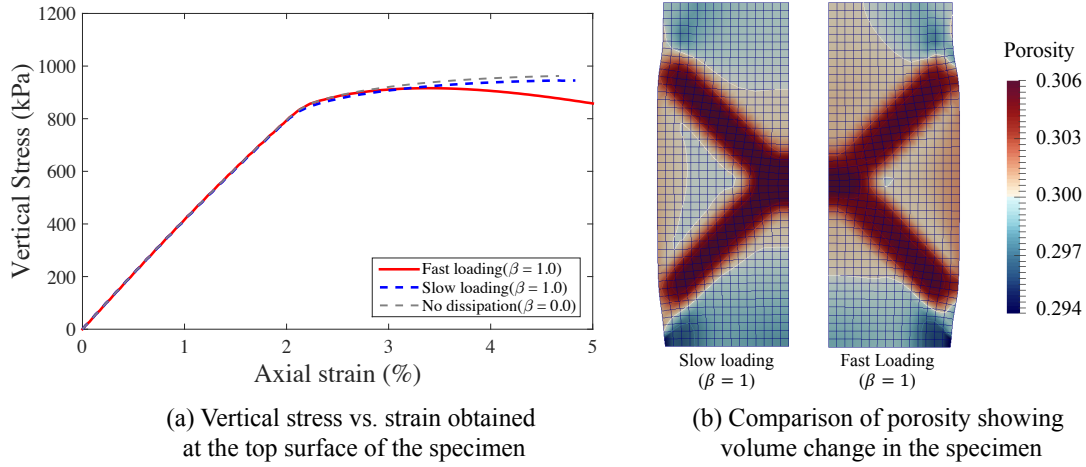 1200
1000
800
600
400
200
0
Vertical Stress (kPa)
0 1 2 3 4 5
Axial strain (%)
Fast loading(β = 1.0)
Slow loading(β = 1.0)
No dissipation(β = 0.0)
(a) Vertical stress vs. strain obtained
at the top surface of the specimen
Slow loading
(β = 1)
Fast Loading
(β = 1)
Porosity
0.306
0.303
0.300
0.297
0.294
(b) Comparison of porosity showing
volume change in the specimen